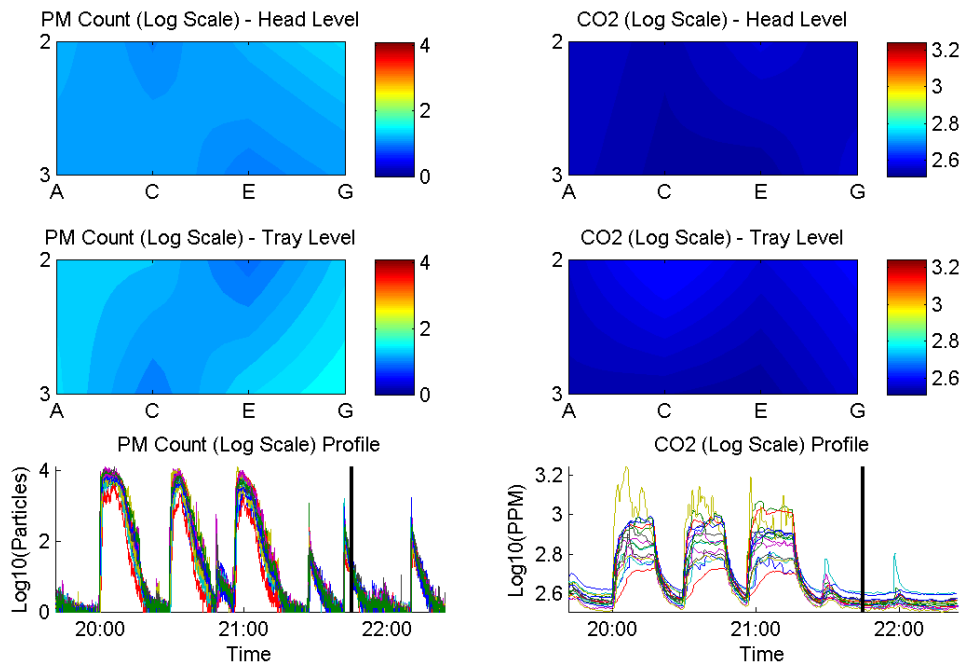 PM Count (Log Scale) - Head Level
2
3
A C E G
4
2
0
CO2 (Log Scale) - Head Level
2
3
A C E G
3.2
3
2.8
2.6
PM Count (Log Scale) - Tray Level
2
3
A C E G
4
2
0
CO2 (Log Scale) - Tray Level
2
3
A C E G
3.2
3
2.8
2.6
PM Count (Log Scale) Profile
Log10(Particles)
4
2
0
20:00 21:00 22:00
Time
CO2 (Log Scale) Profile
Log10(PPM)
3.2
3
2.8
2.6
20:00 21:00 22:00
Time